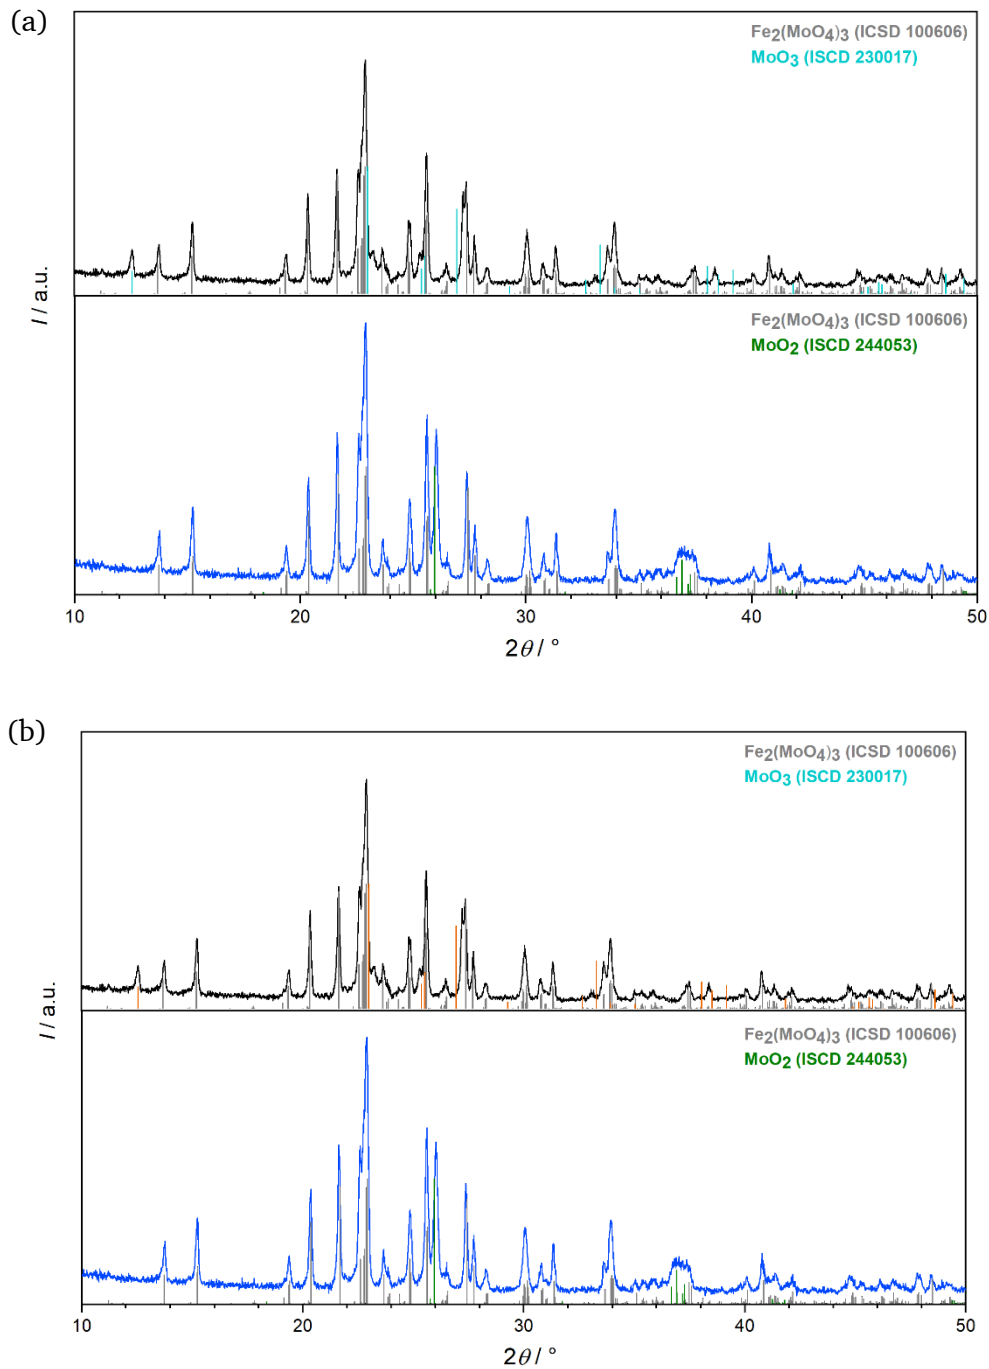 (a)
Fe2(MoO4)3 (ICSD 100606)
MoO3 (ISCD 230017)
Fe2(MoO4)3 (ICSD 100606)
MoO2 (ISCD 244053)
I / a.u.
10 20 30 40 50
2θ / °
(b)
Fe2(MoO4)3 (ICSD 100606)
MoO3 (ISCD 230017)
Fe2(MoO4)3 (ICSD 100606)
MoO2 (ISCD 244053)
I / a.u.
10 20 30 40 50
2θ / °